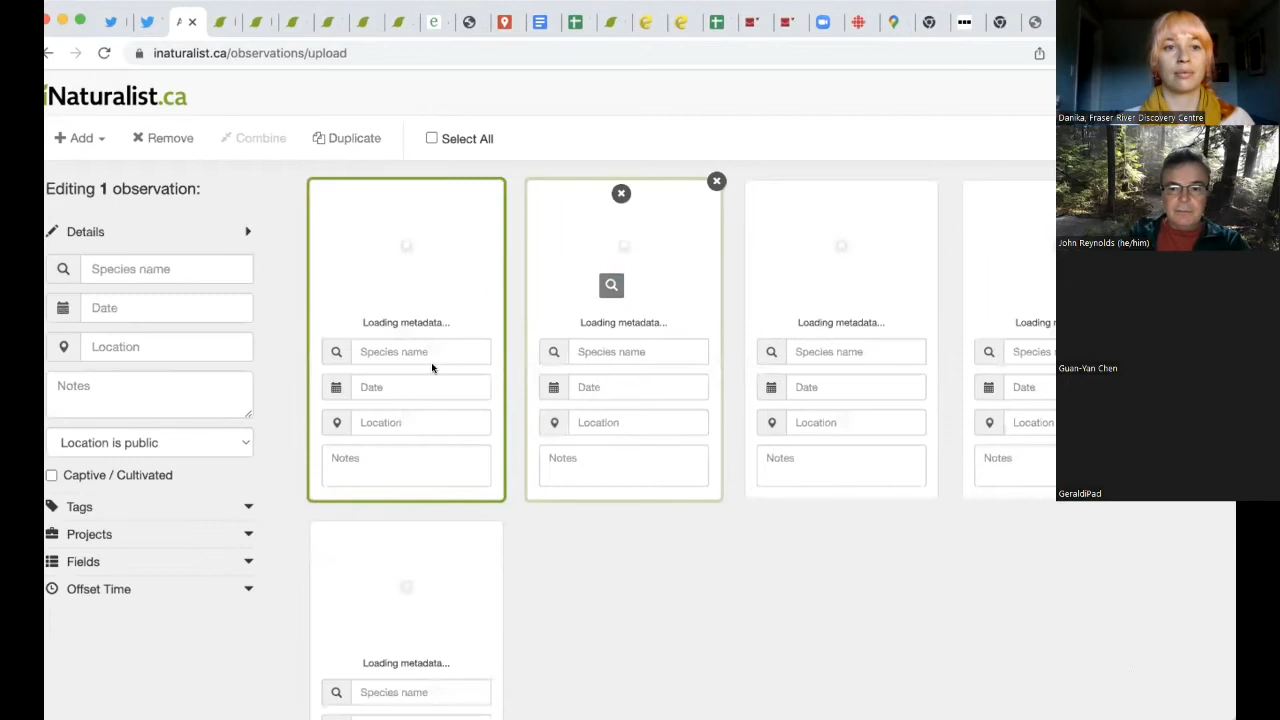 inaturalist.ca/observations/upload
iNaturalist.ca
Add
Remove
Combine
Duplicate
Select All
Editing 1 observation:
Details
Species name
Date
Location
Notes
Location is public
Captive / Cultivated
Tags
Projects
Fields
Offset Time
Loading metadata...
Species name
Date
Location
Notes
Loading metadata...
Species name
Date
Location
Notes
Loading metadata...
Species name
Date
Location
Notes
Loading m
Species
Date
Location
Notes
Loading metadata...
Species name
Danika, Fraser River Discovery Centre
John Reynolds (he/him)
Guan-Yan Chen
GeraldiPad